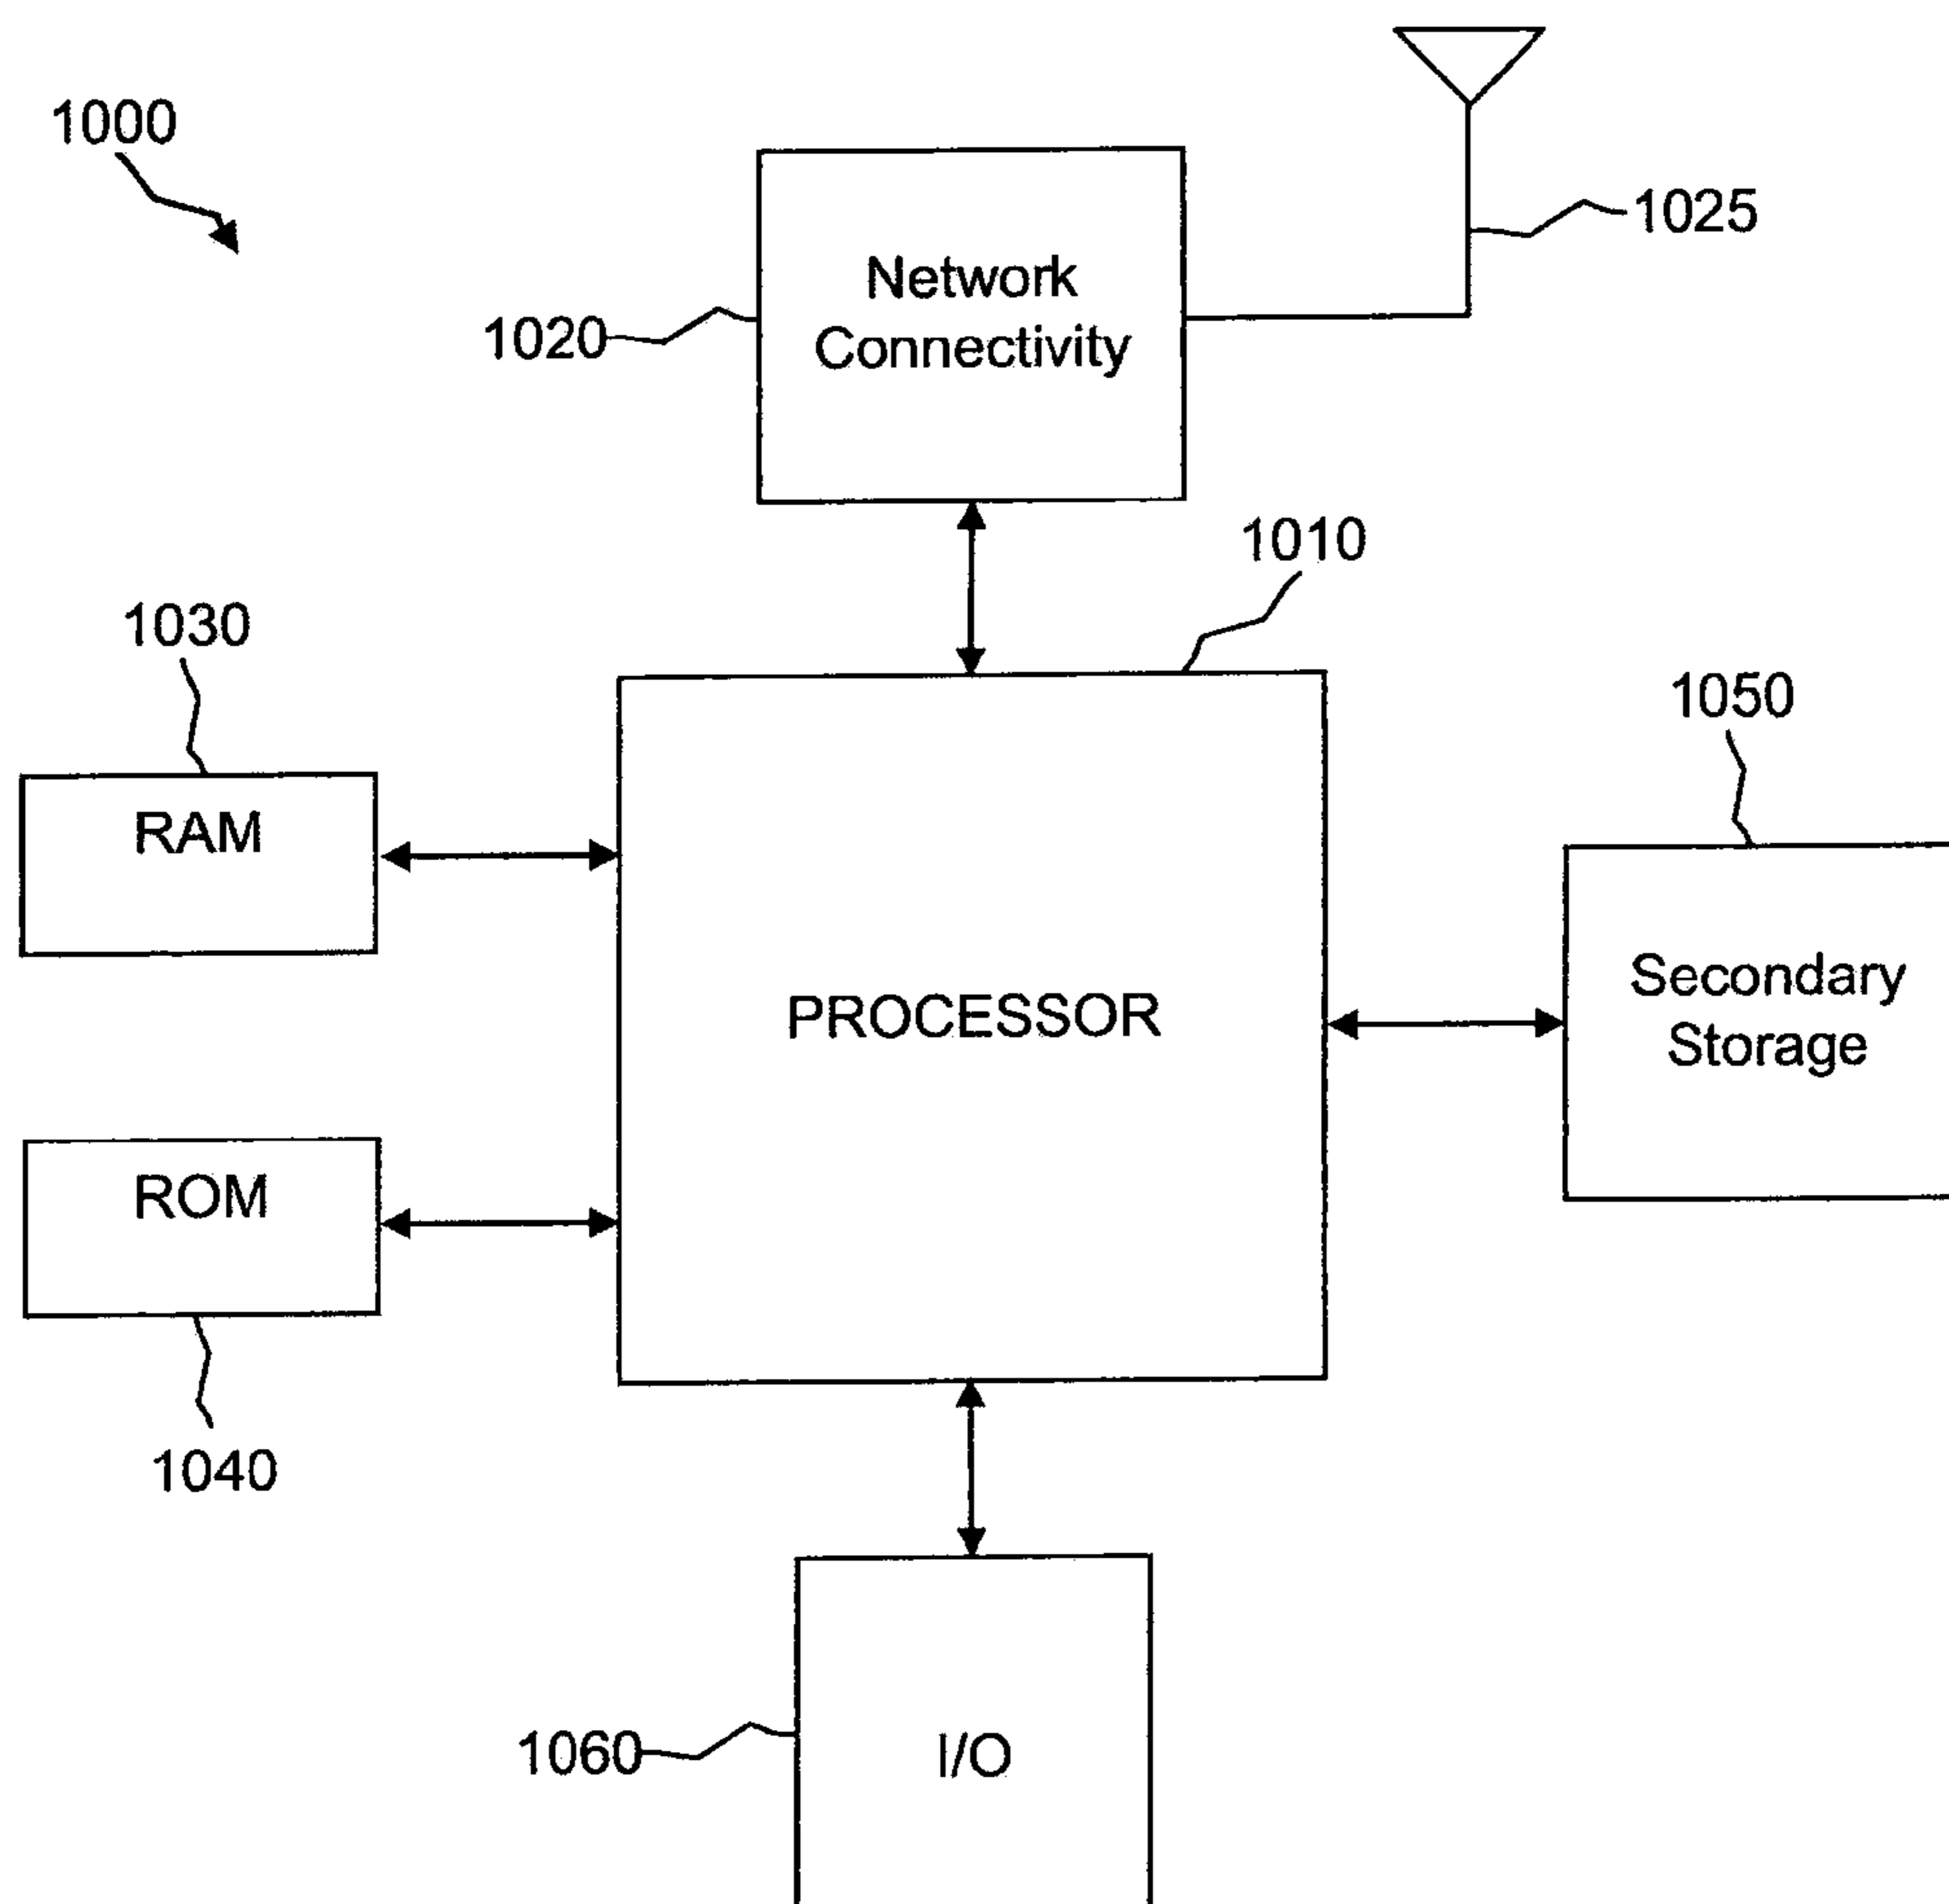 1000
1025
Network
Connectivity
1020
1010
1030
1050
RAM
PROCESSOR
Secondary
Storage
ROM
1040
1060
I/O